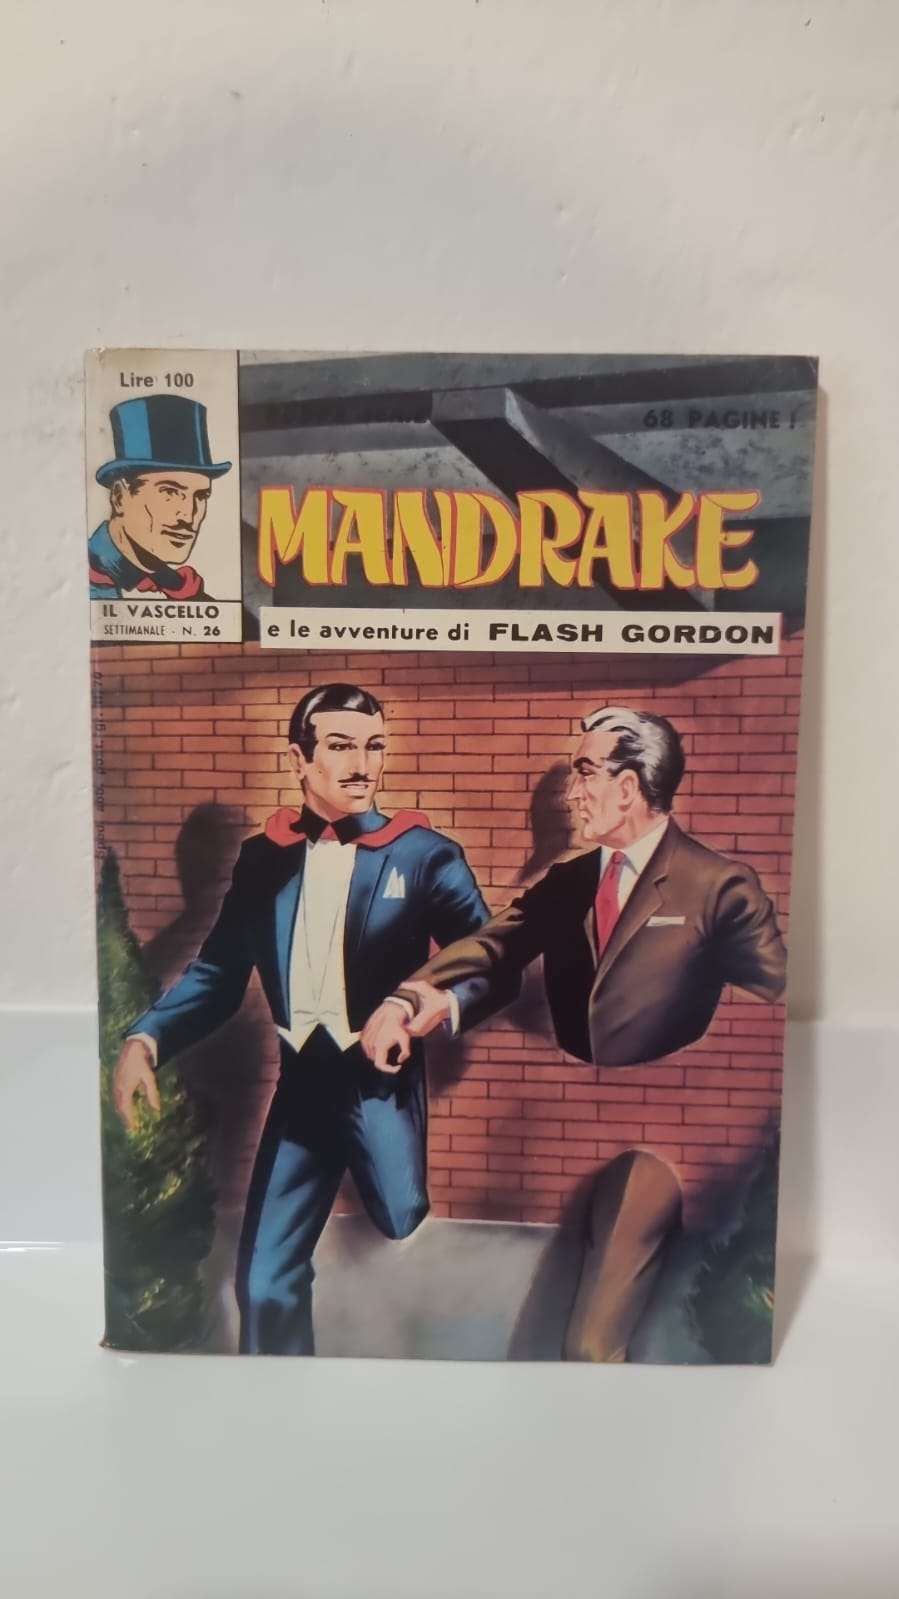 Lire 100
68 PAGINE !
MANDRAKE
IL VASCELLO
SETTIMANALE - N. 26
e le avventure di FLASH GORDON